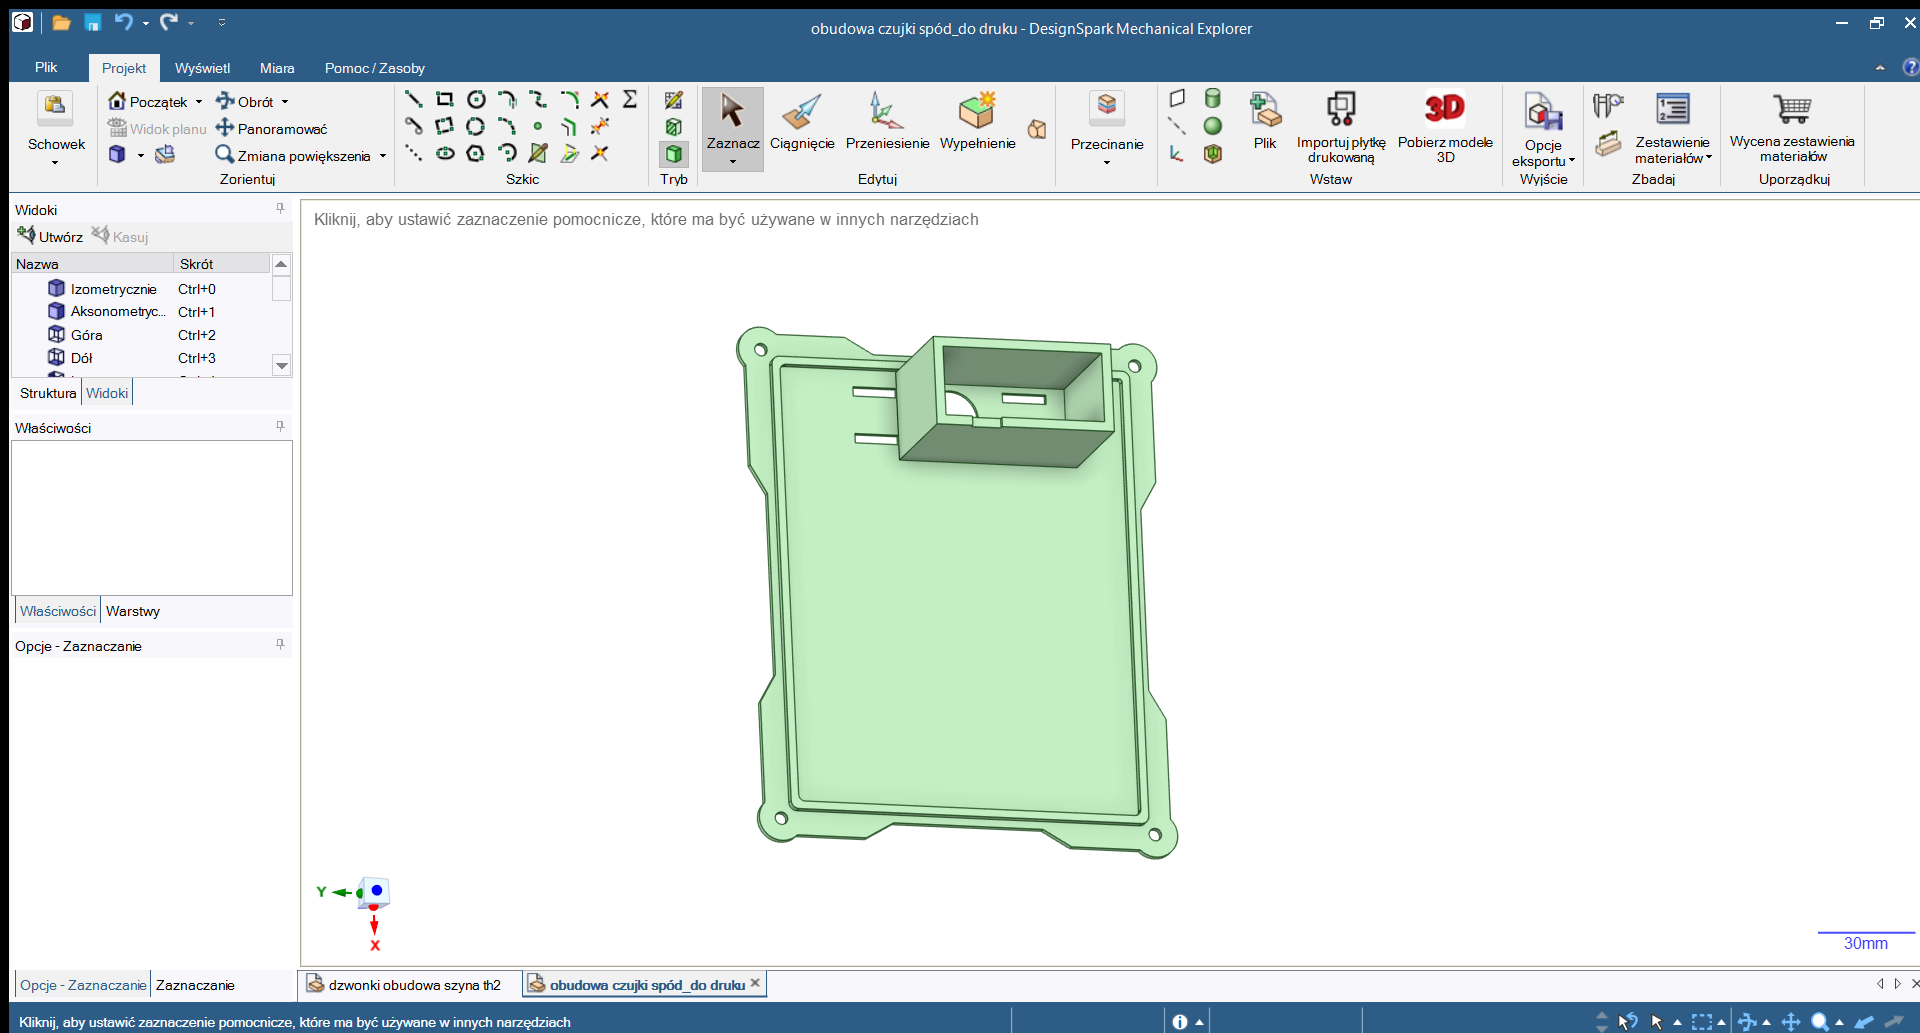 obudowa czujki spód_do druku - DesignSpark Mechanical Explorer
Plik
Projekt
Wyświetl
Miara
Pomoc / Zasoby
Schowek
Początek
Obrót
Widok planu
Panoramować
Zmiana powiększenia
Zorientuj
Szkic
Tryb
Zaznacz
Ciągnięcie
Przeniesienie
Wypełnienie
Edytuj
Przecinanie
Plik
Importuj płytkę
drukowaną
Pobierz modele
3D
3D
Wstaw
Opcje
eksportu
Wyjście
Zestawienie
materiałów
Zbadaj
Wycena zestawienia
materiałów
Uporządkuj
Widoki
Utwórz
Kasuj
Nazwa
Skrót
Izometrycznie
Ctrl+0
Aksonometryc...
Ctrl+1
Góra
Ctrl+2
Dół
Ctrl+3
Struktura
Widoki
Właściwości
Właściwości
Warstwy
Opcje - Zaznaczanie
Kliknij, aby ustawić zaznaczenie pomocnicze, które ma być używane w innych narzędziach
Y
X
30mm
Opcje - Zaznaczanie
Zaznaczanie
dzwonki obudowa szyna th2
obudowa czujki spód_do druku
Kliknij, aby ustawić zaznaczenie pomocnicze, które ma być używane w innych narzędziach